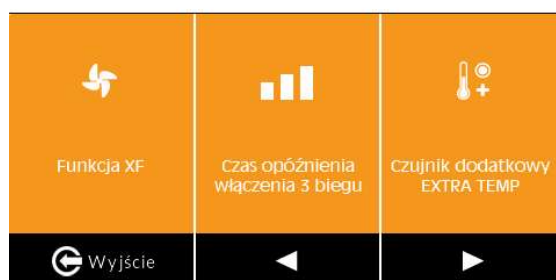 Funkcja XF
Czas opóźnienia
włączenia 3 biegu
Czujnik dodatkowy
EXTRA TEMP
Wyjście